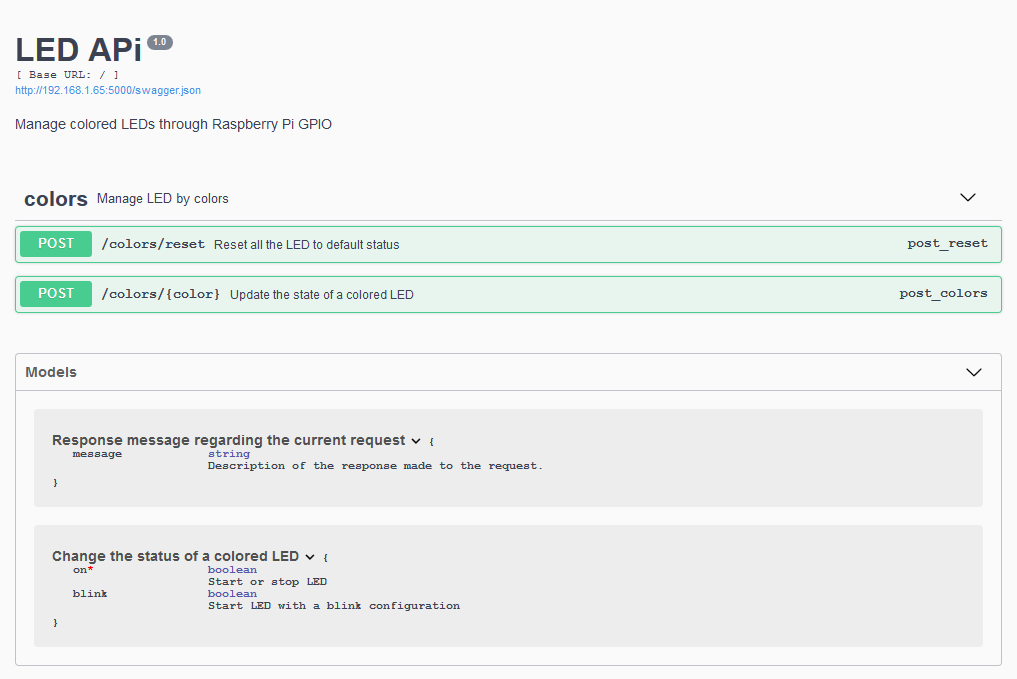 LED APi 1.0
[ Base URL: / ]
http://192.168.1.65:5000/swagger.json
Manage colored LEDs through Raspberry Pi GPIO
colors Manage LED by colors
POST /colors/reset Reset all the LED to default status post_reset
POST /colors/{color} Update the state of a colored LED post_colors
Models
Response message regarding the current request {
message string
Description of the response made to the request.
}
Change the status of a colored LED {
on* boolean
Start or stop LED
blink boolean
Start LED with a blink configuration
}